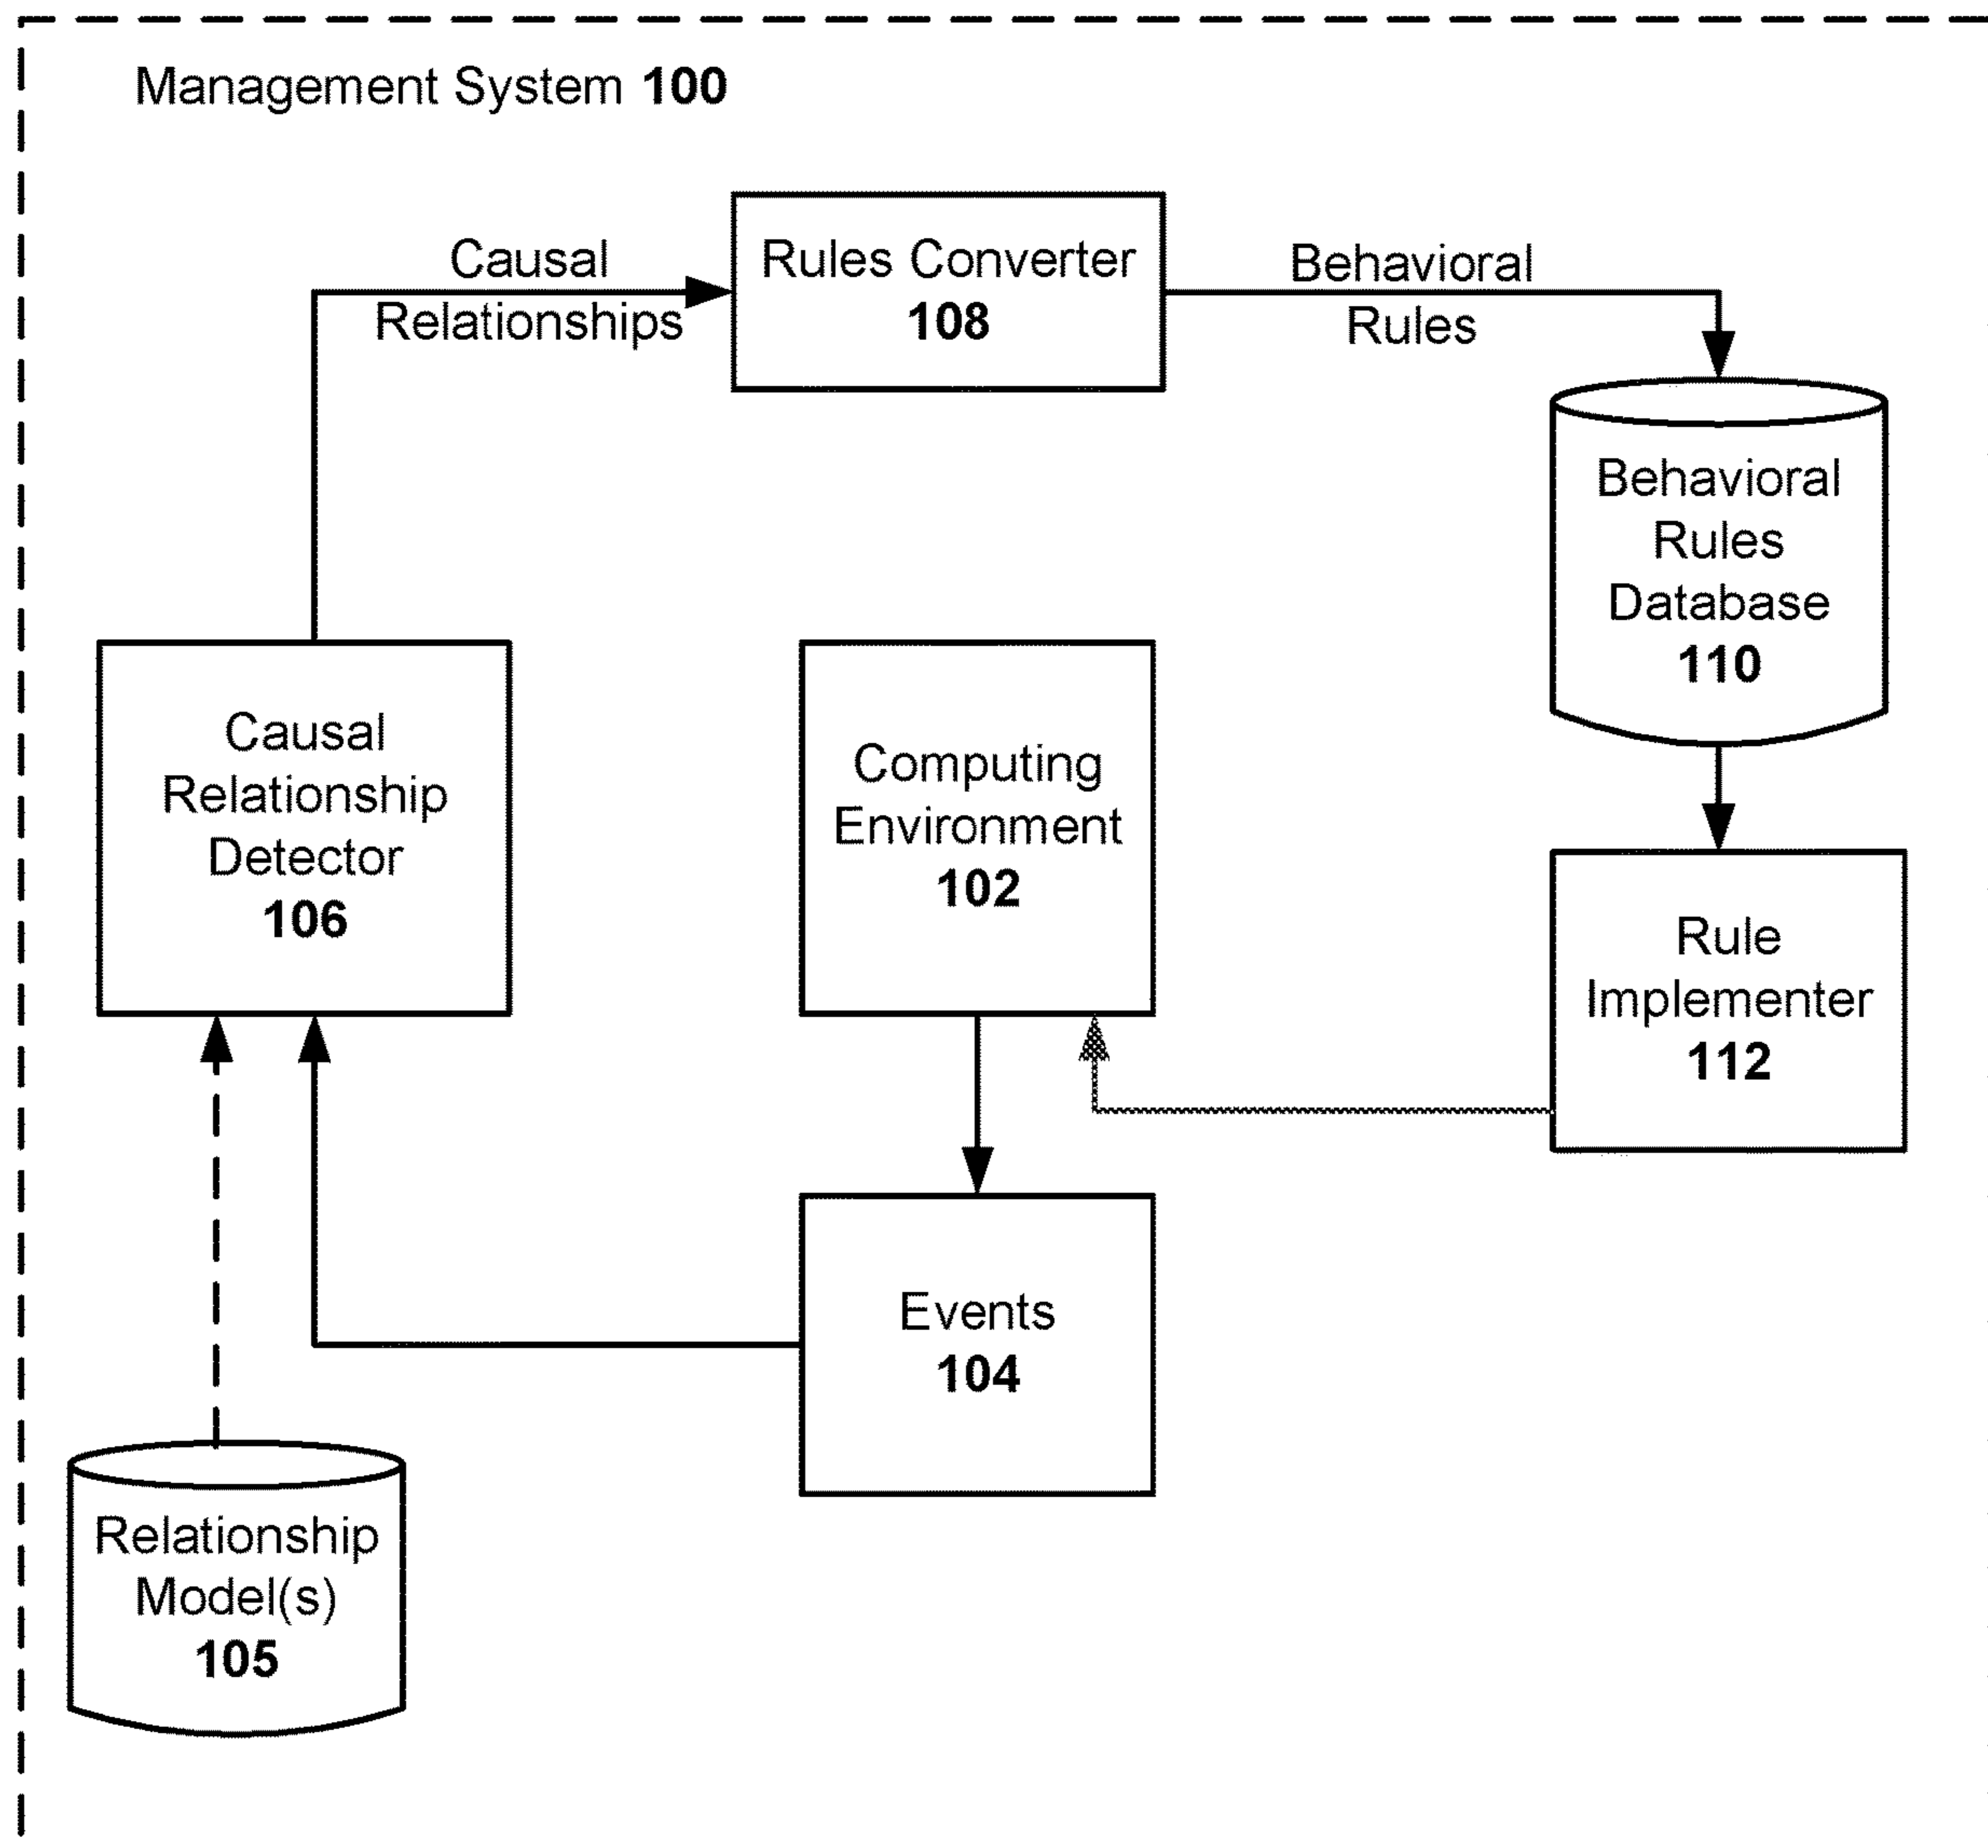 Management System 100
Causal
Relationships
Rules Converter
108
Behavioral
Rules
Behavioral
Rules
Database
110
Causal
Relationship
Detector
106
Computing
Environment
102
Rule
Implementer
112
Events
104
Relationship
Model(s)
105